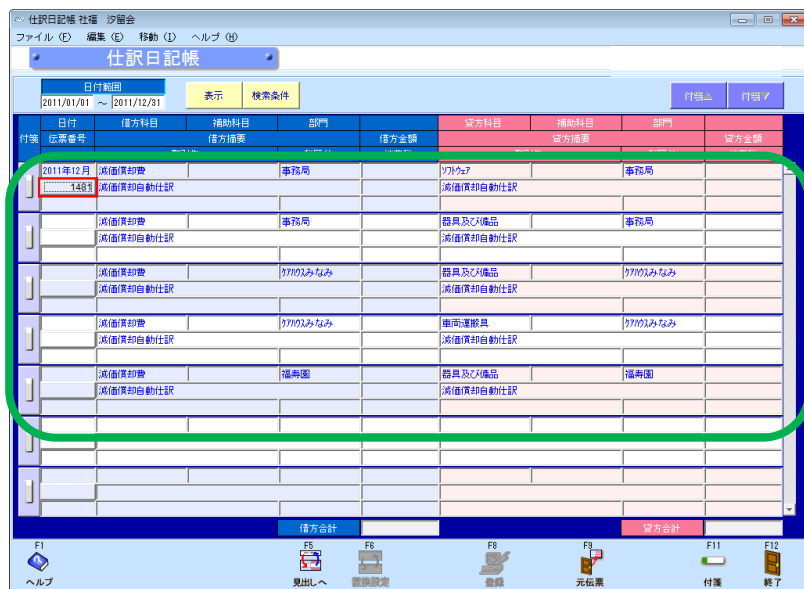 仕訳日記帳 社福　汐留会
ファイル (F)　編集 (E)　移動 (I)　ヘルプ (H)
仕訳日記帳
日付範囲
2011/01/01 ～ 2011/12/31
表示
検索条件
付箋△
付箋▽
日付 借方科目 補助科目 部門 貸方科目 補助科目 部門
付箋 伝票番号 借方摘要 借方金額 貸方摘要 貸方金額
2011年12月 減価償却費 事務局 ソフトウェア 事務局
1481 減価償却自動仕訳 減価償却自動仕訳
減価償却費 事務局 器具及び備品 事務局
減価償却自動仕訳 減価償却自動仕訳
減価償却費 ケアハウスみなみ 器具及び備品 ケアハウスみなみ
減価償却自動仕訳 減価償却自動仕訳
減価償却費 ケアハウスみなみ 車両運搬具 ケアハウスみなみ
減価償却自動仕訳 減価償却自動仕訳
減価償却費 福寿園 器具及び備品 福寿園
減価償却自動仕訳 減価償却自動仕訳
借方合計 貸方合計
F1 F5 F6 F8 F9 F11 F12
ヘルプ 見出しへ 置換設定 登録 元伝票 付箋 終了